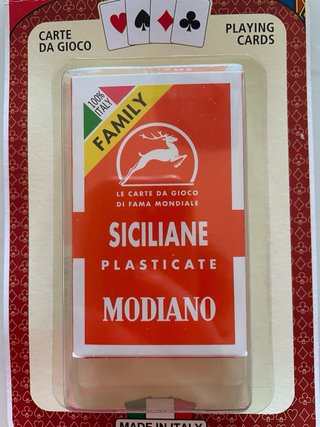 CARTE
DA GIOCO
PLAYING
CARDS
100%
ITALY
FAMILY
LE CARTE DA GIOCO
DI FAMA MONDIALE
SICILIANE
PLASTICATE
MODIANO
MADE IN ITALY